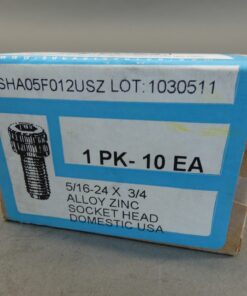 SHA05F012USZ LOT:1030511
1 PK- 10 EA
5/16-24 X 3/4
ALLOY ZINC
SOCKET HEAD
DOMESTIC USA